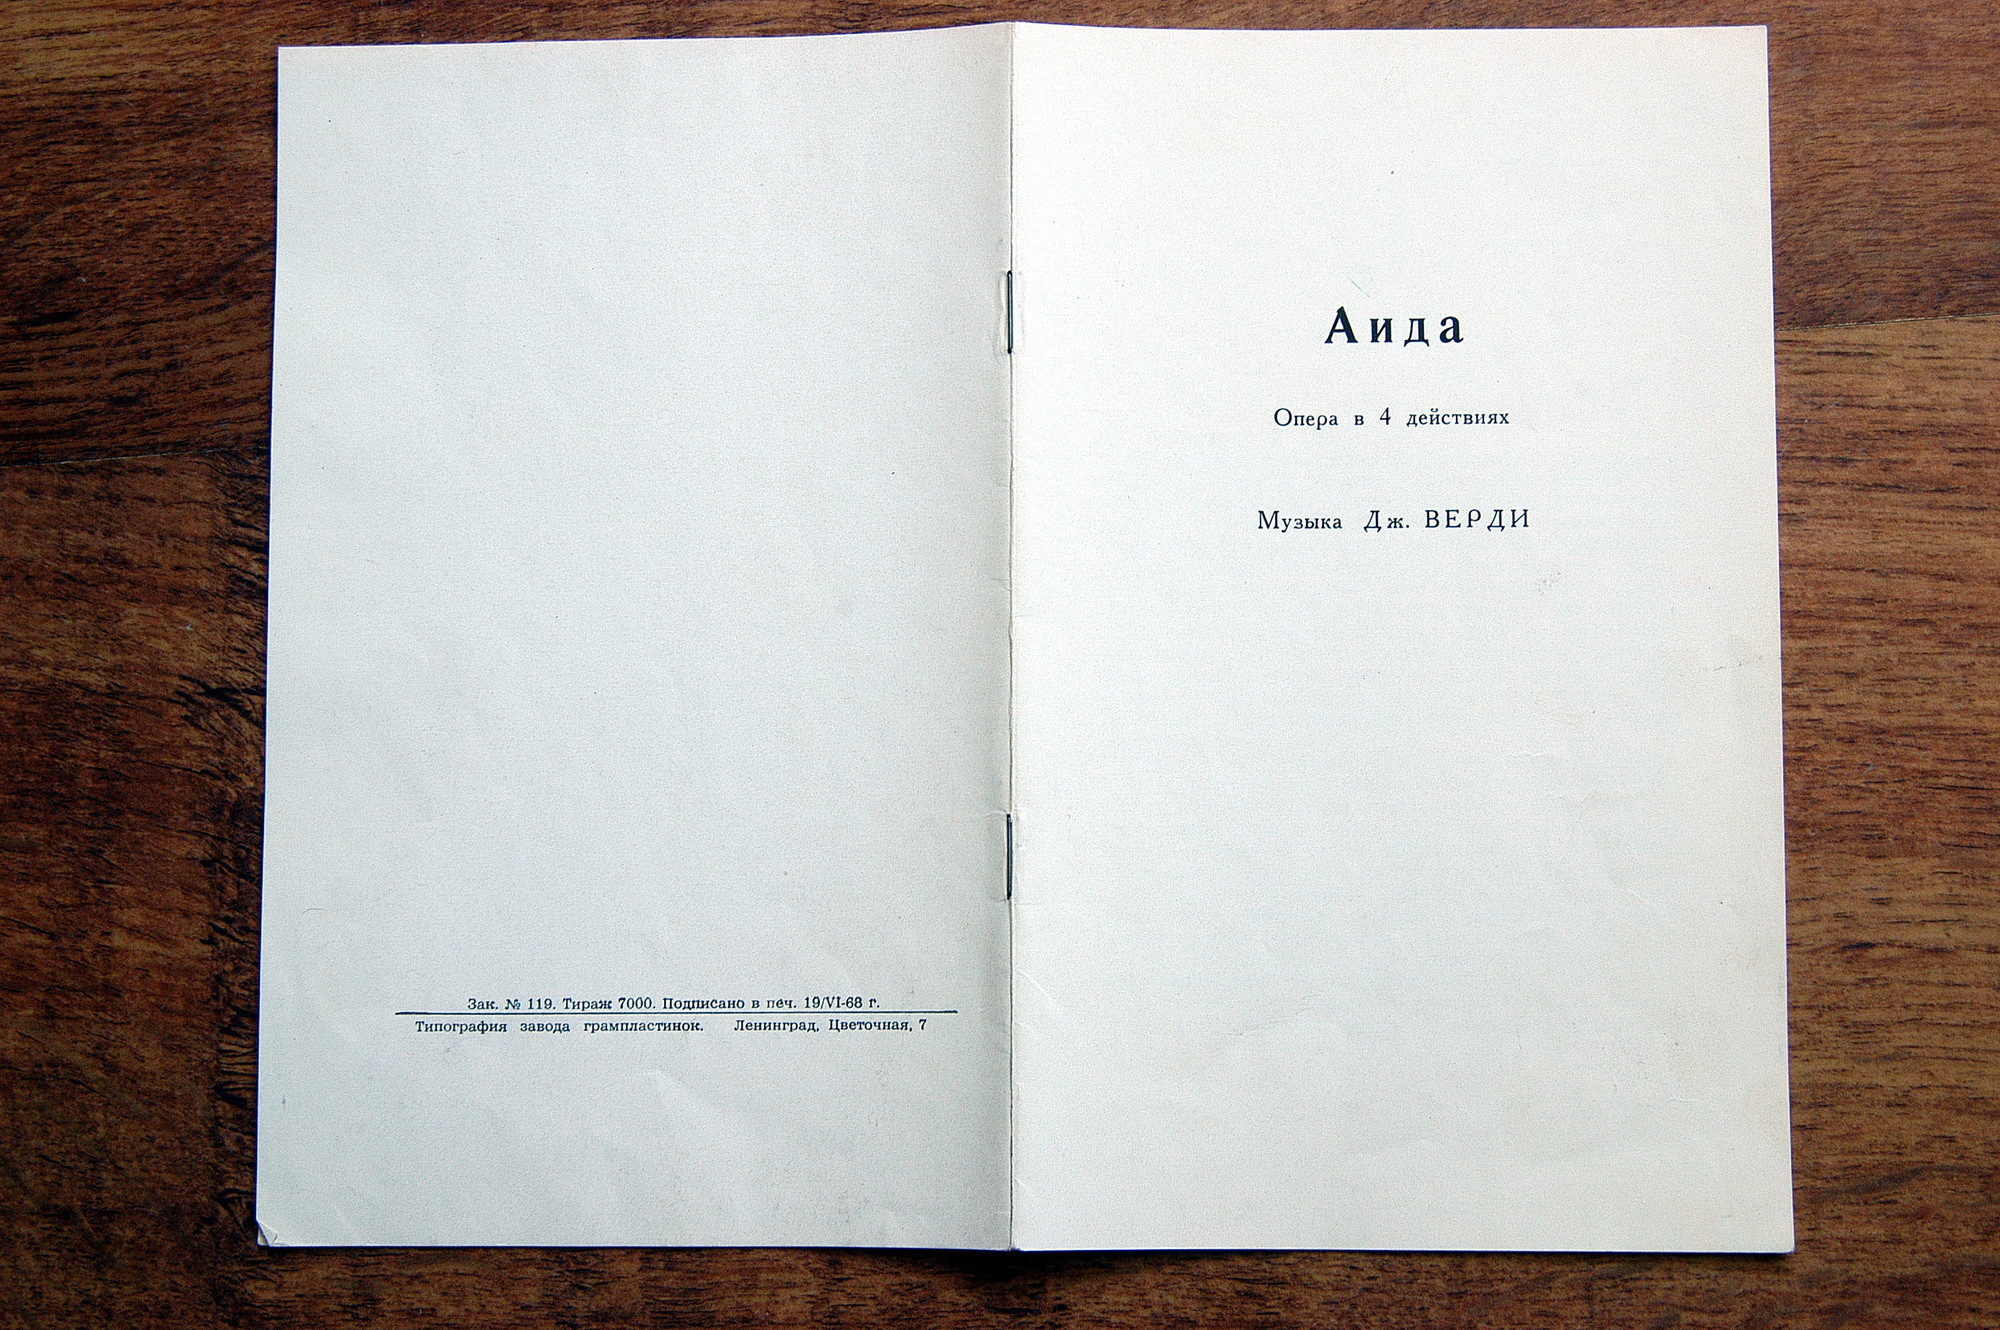 Зак. № 119. Тираж 7000. Подписано в печ. 19/VI-68 г.
Типография завода грампластинок. Ленинград, Цветочная, 7
Аида
Опера в 4 действиях
Музыка Дж. ВЕРДИ